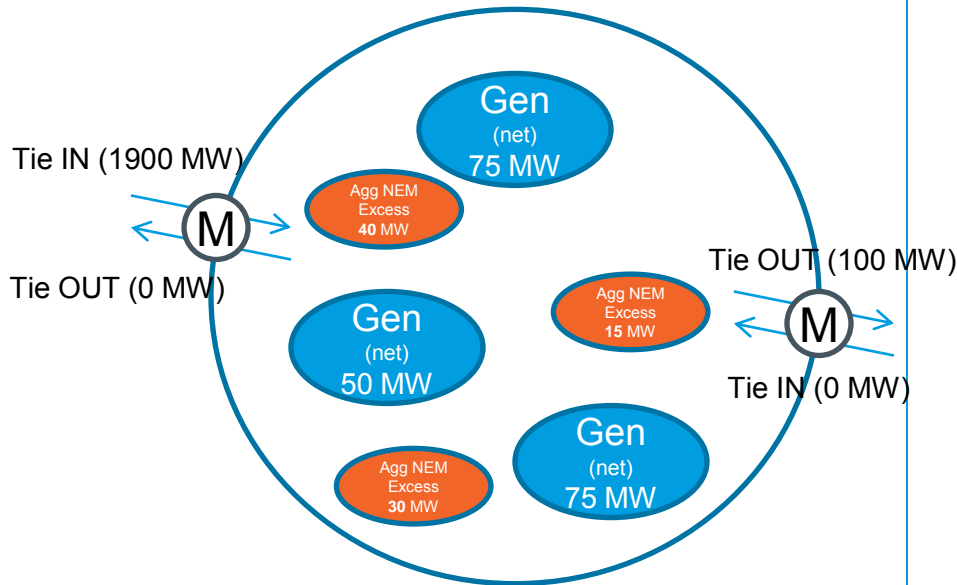 Gen
(net)
75 MW
Tie IN (1900 MW)
Agg NEM
Excess
40 MW
M
Tie OUT (0 MW)
Tie OUT (100 MW)
Agg NEM
Excess
15 MW
M
Tie IN (0 MW)
Gen
(net)
50 MW
Gen
(net)
75 MW
Agg NEM
Excess
30 MW